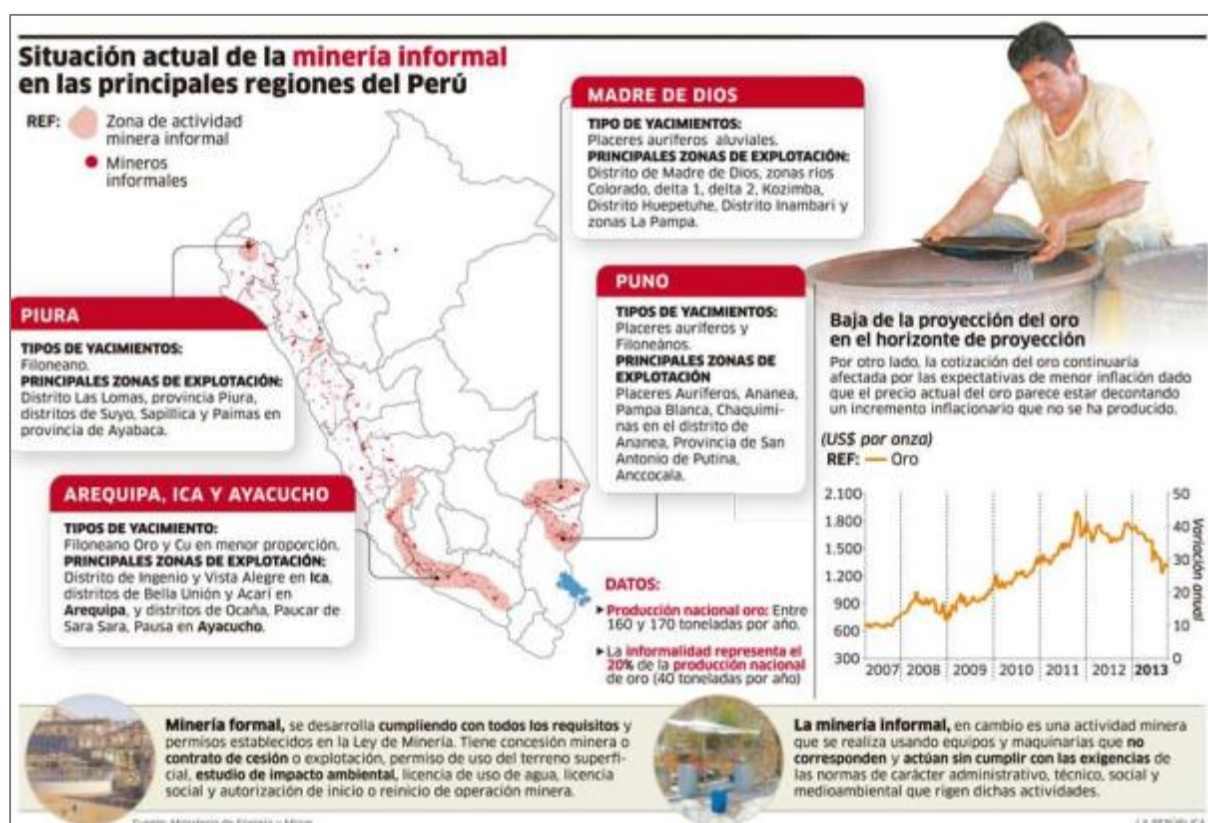 Situación actual de la minería informal
en las principales regiones del Perú
REF:
Zona de actividad
minera informal
Mineros
informales
MADRE DE DIOS
TIPO DE YACIMIENTOS:
Placeres auríferos aluviales.
PRINCIPALES ZONAS DE EXPLOTACIÓN:
Distrito de Madre de Dios, zonas ríos
Colorado, delta 1, delta 2, Kozimba,
Distrito Huepetuhe, Distrito Inambari y
zonas La Pampa.
PIURA
TIPOS DE YACIMIENTOS:
Filoneano.
PRINCIPALES ZONAS DE EXPLOTACIÓN:
Distrito Las Lomas, provincia Piura,
distritos de Suyo, Sapillica y Paimas en
provincia de Ayabaca.
PUNO
TIPOS DE YACIMIENTOS:
Placeres auríferos y
Filoneános.
PRINCIPALES ZONAS DE
EXPLOTACIÓN
Placeres Auríferos, Ananea,
Pampa Blanca, Chaquimi-
nas en el distrito de
Ananea, Provincia de San
Antonio de Putina,
Anccocala.
AREQUIPA, ICA Y AYACUCHO
TIPOS DE YACIMIENTO:
Filoneano Oro y Cu en menor proporción.
PRINCIPALES ZONAS DE EXPLOTACIÓN:
Distrito de Ingenio y Vista Alegre en Ica,
distritos de Bella Unión y Acarí en
Arequipa, y distritos de Ocaña, Paucar de
Sara Sara, Pausa en Ayacucho.
DATOS:
Producción nacional oro: Entre
160 y 170 toneladas por año.
La informalidad representa el
20% de la producción nacional
de oro (40 toneladas por año)
Baja de la proyección del oro
en el horizonte de proyección
Por otro lado, la cotización del oro continuaría
afectada por las expectativas de menor inflación dado
que el precio actual del oro parece estar decontando
un incremento inflacionario que no se ha producido.
(US$ por onza)
REF: Oro
2.100
1.800
1.500
1.200
900
600
300
50
40
30
20
10
0
Variación anual
2007 2008 2009 2010 2011 2012 2013
Minería formal, se desarrolla cumpliendo con todos los requisitos y
permisos establecidos en la Ley de Minería. Tiene concesión minera o
contrato de cesión o explotación, permiso de uso del terreno superfi-
cial, estudio de impacto ambiental, licencia de uso de agua, licencia
social y autorización de inicio o reinicio de operación minera.
La minería informal, en cambio es una actividad minera
que se realiza usando equipos y maquinarias que no
corresponden y actúan sin cumplir con las exigencias de
las normas de carácter administrativo, técnico, social y
medioambiental que rigen dichas actividades.
Fuente: Ministerio de Energía y Minas
LA REPÚBLICA